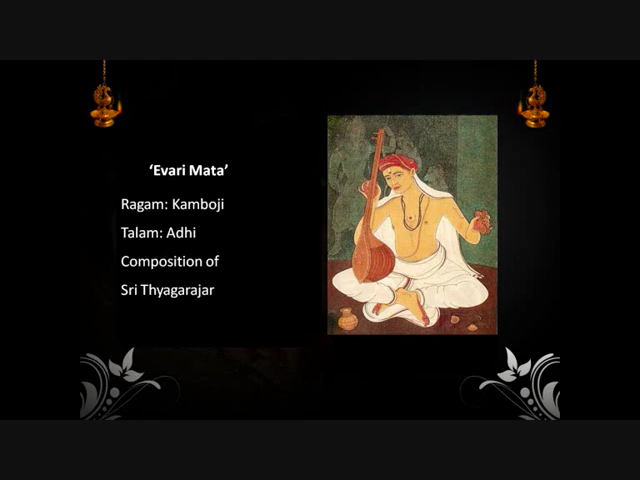 ‘Evari Mata’
Ragam: Kamboji
Talam: Adhi
Composition of
Sri Thyagarajar